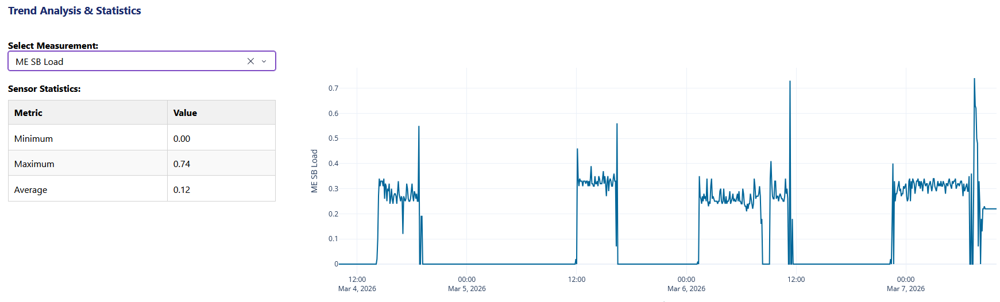 Trend Analysis & Statistics
Select Measurement:
ME SB Load
Sensor Statistics:
Metric Value
Minimum 0.00
Maximum 0.74
Average 0.12
ME SB Load
0.7
0.6
0.5
0.4
0.3
0.2
0.1
0
12:00 00:00 12:00 00:00 12:00 00:00
Mar 4, 2026 Mar 5, 2026 Mar 6, 2026 Mar 7, 2026